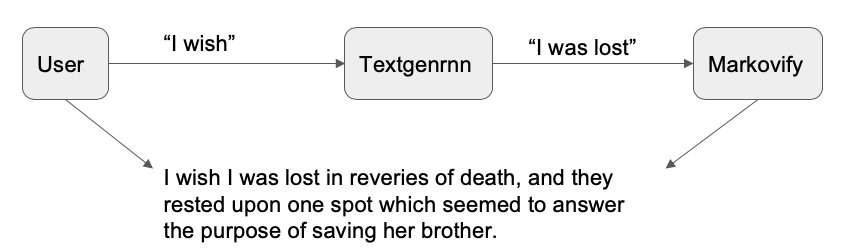 User
“I wish”
Textgenrnn
“I was lost”
Markovify
I wish I was lost in reveries of death, and they
rested upon one spot which seemed to answer
the purpose of saving her brother.